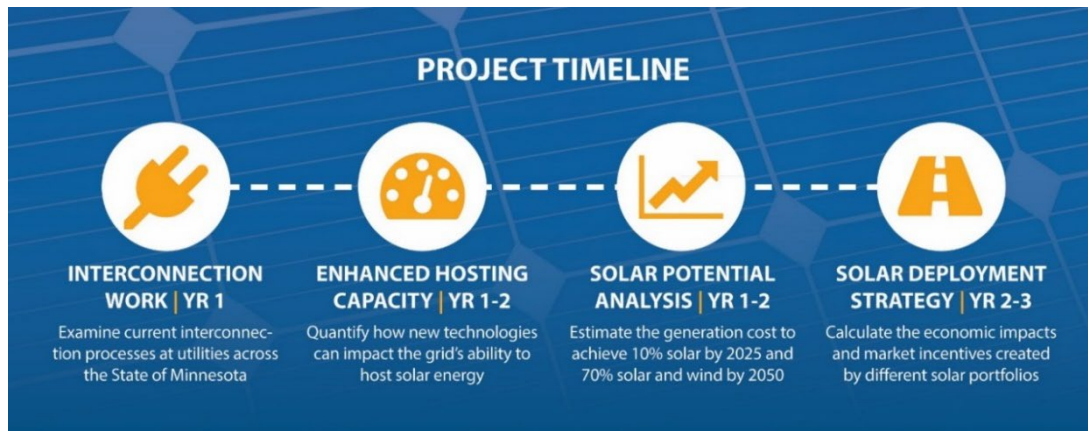 PROJECT TIMELINE
INTERCONNECTION
WORK | YR 1
Examine current interconnec-
tion processes at utilities across
the State of Minnesota
ENHANCED HOSTING
CAPACITY | YR 1-2
Quantify how new technologies
can impact the grid's ability to
host solar energy
SOLAR POTENTIAL
ANALYSIS | YR 1-2
Estimate the generation cost to
achieve 10% solar by 2025 and
70% solar and wind by 2050
SOLAR DEPLOYMENT
STRATEGY | YR 2-3
Calculate the economic impacts
and market incentives created
by different solar portfolios